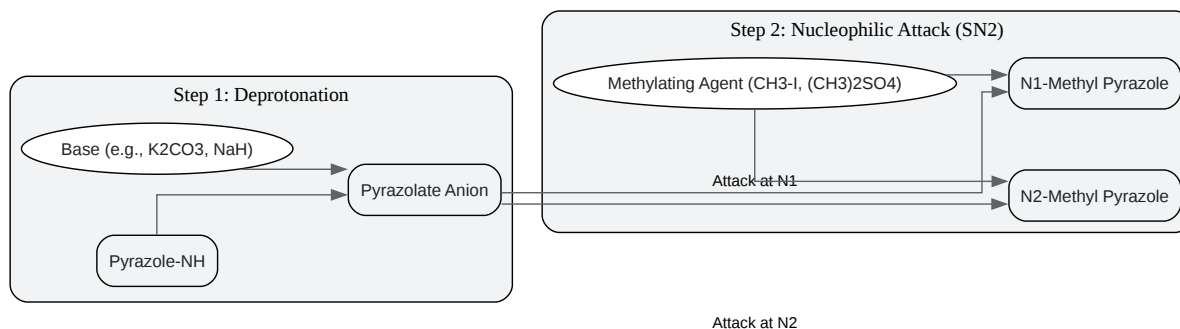 Step 1: Deprotonation
Base (e.g., K2CO3, NaH)
Pyrazole-NH
Pyrazolate Anion
Step 2: Nucleophilic Attack (SN2)
Methylating Agent (CH3-I, (CH3)2SO4)
N1-Methyl Pyrazole
Attack at N1
N2-Methyl Pyrazole
Attack at N2